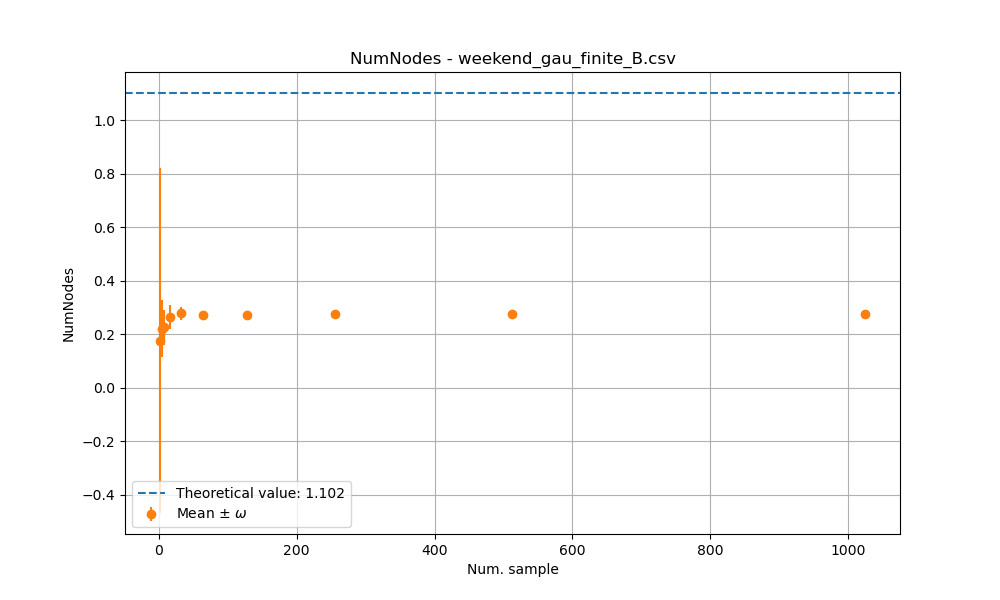 NumNodes - weekend_gau_finite_B.csv
NumNodes
1.0
0.8
0.6
0.4
0.2
0.0
−0.2
−0.4
Theoretical value: 1.102
Mean ± ω
0 200 400 600 800 1000
Num. sample